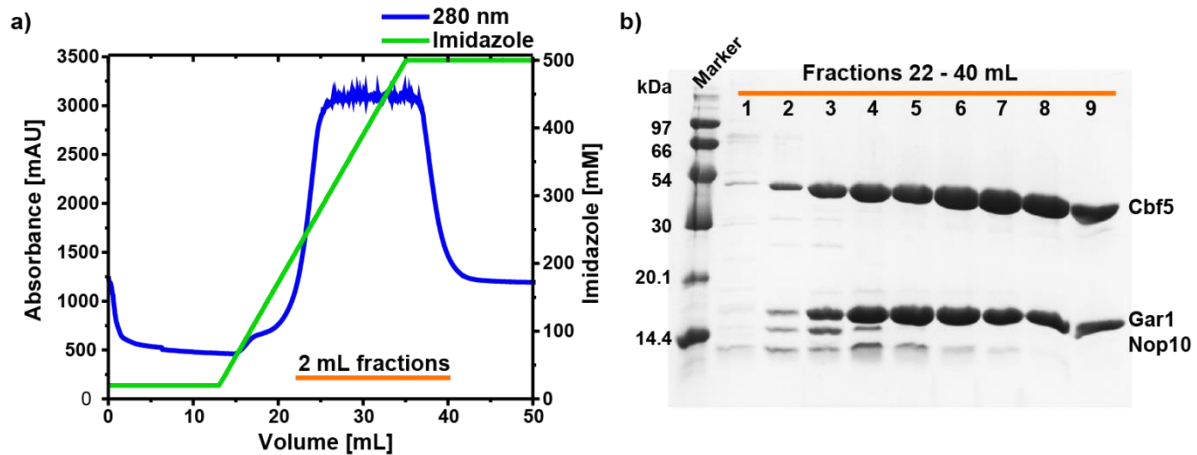 a)
280 nm
Imidazole
3500
3000
2500
2000
1500
1000
500
0
Absorbance [mAU]
500
400
300
200
100
0
Imidazole [mM]
2 mL fractions
0 10 20 30 40 50
Volume [mL]
b)
Marker
Fractions 22 - 40 mL
kDa
1 2 3 4 5 6 7 8 9
97
66
54
30
20.1
14.4
Cbf5
Gar1
Nop10